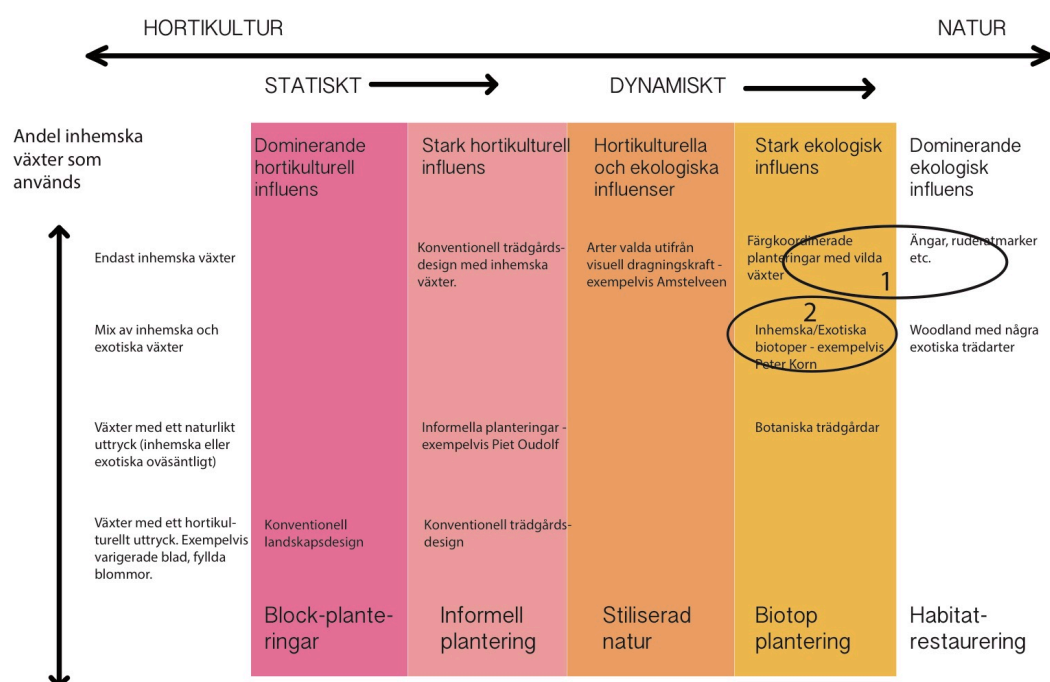 HORTIKULTUR
NATUR
STATISKT
DYNAMISKT
Andel inhemska
växter som
används
Dominerande
hortikulturell
influens
Stark hortikulturell
influens
Hortikulturella
och ekologiska
influenser
Stark ekologisk
influens
Dominerande
ekologisk
influens
Endast inhemska växter
Konventionell trädgårds-
design med inhemska
växter.
Arter valda utifrån
visuell dragningskraft -
exempelvis Amstelveen
Färgkoordinerade
planteringar med vilda
växter
1
Ängar, ruderatmarker
etc.
Mix av inhemska och
exotiska växter
2
Inhemska/Exotiska
biotoper - exempelvis
Peter Korn
Woodland med några
exotiska trädarter
Växter med ett naturlikt
uttryck (inhemska eller
exotiska oväsäntligt)
Informella planteringar -
exempelvis Piet Oudolf
Botaniska trädgårdar
Växter med ett hortikul-
turellt uttryck. Exempelvis
varigerade blad, fyllda
blommor.
Konventionell
landskapsdesign
Konventionell trädgårds-
design
Block-plante-
ringar
Informell
plantering
Stiliserad
natur
Biotop
plantering
Habitat-
restaurering